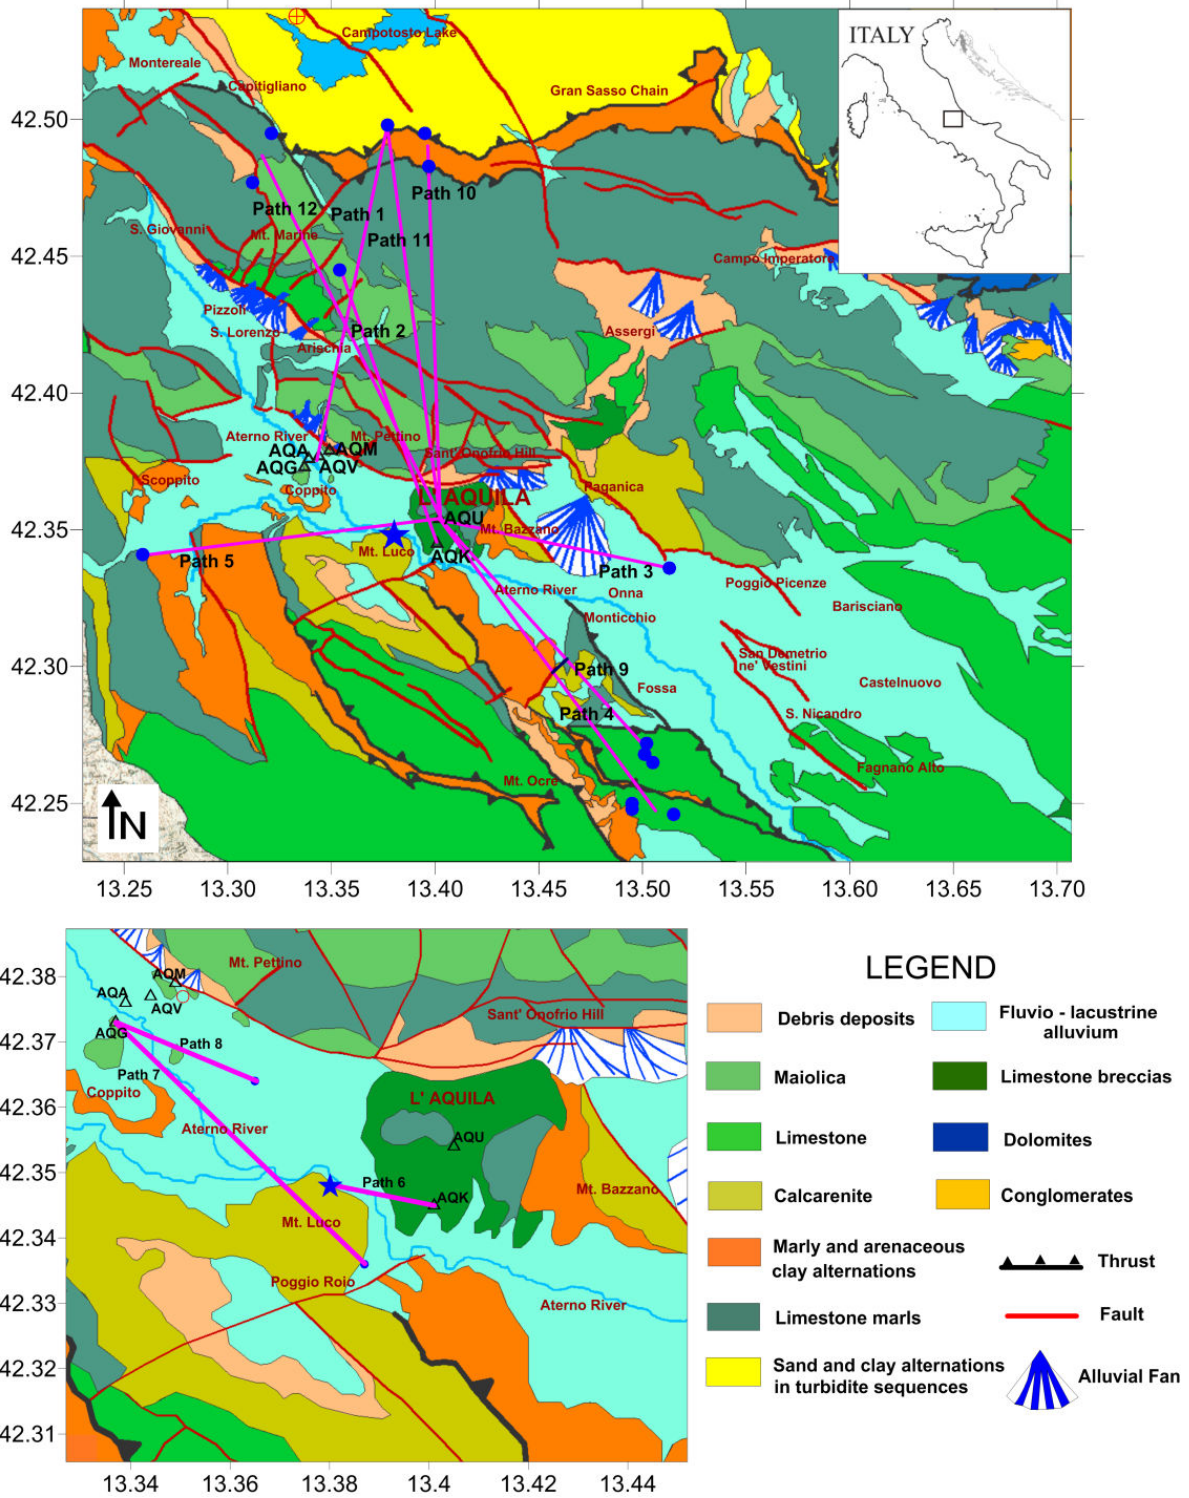 Campotosto Lake
ITALY
Montereale
Capitigliano
Gran Sasso Chain
42.50
Path 10
Path 12
Path 1
S. Giovanni
Mt. Marine
Path 11
42.45
Campo Imperatore
Pizzoli
S. Lorenzo
Path 2
Assergi
Arischia
42.40
Aterno River
Mt. Pettino
AQA
AQM
Sant' Onofrio Hill
AQG
AQV
Scoppito
Coppito
Paganica
L' AQUILA
AQU
42.35
Mt. Bazzano
Mt. Luco
AQK
Path 5
Path 3
Poggio Picenze
Aterno River
Onna
Barisciano
Monticchio
42.30
San Demetrio
ne' Vestini
Path 9
Castelnuovo
Fossa
Path 4
S. Nicandro
Fagnano Alto
Mt. Ocre
42.25
N
13.25 13.30 13.35 13.40 13.45 13.50 13.55 13.60 13.65 13.70
42.38
Mt. Pettino
AQM
AQA
AQV
Sant' Onofrio Hill
42.37
AQG
Path 8
Path 7
Coppito
L' AQUILA
42.36
Aterno River
AQU
42.35
Path 6
Mt. Bazzano
AQK
Mt. Luco
42.34
Poggio Roio
Aterno River
42.33
42.32
42.31
13.34 13.36 13.38 13.4 13.42 13.44
LEGEND
Debris deposits
Fluvio - lacustrine
alluvium
Maiolica
Limestone breccias
Limestone
Dolomites
Calcarenite
Conglomerates
Marly and arenaceous
clay alternations
Thrust
Limestone marls
Fault
Sand and clay alternations
in turbidite sequences
Alluvial Fan